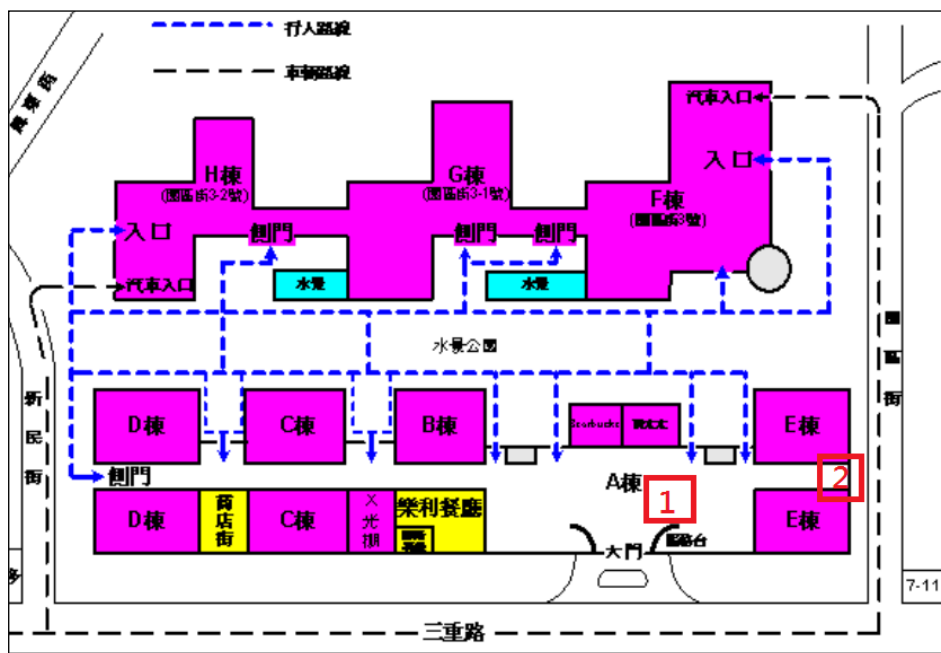 行人路線
車輛路線
汽車入口
入口
H棟
(園區街3-2號)
G棟
(園區街3-1號)
F棟
(園區街3號)
入口
側門
側門
側門
汽車入口
水景
水景
水景公園
園區街
新民街
D棟
C棟
B棟
Starbucks
E棟
側門
A棟
1
2
D棟
商店街
C棟
X光棚
樂利餐廳
E棟
服務台
大門
7-11
三重路